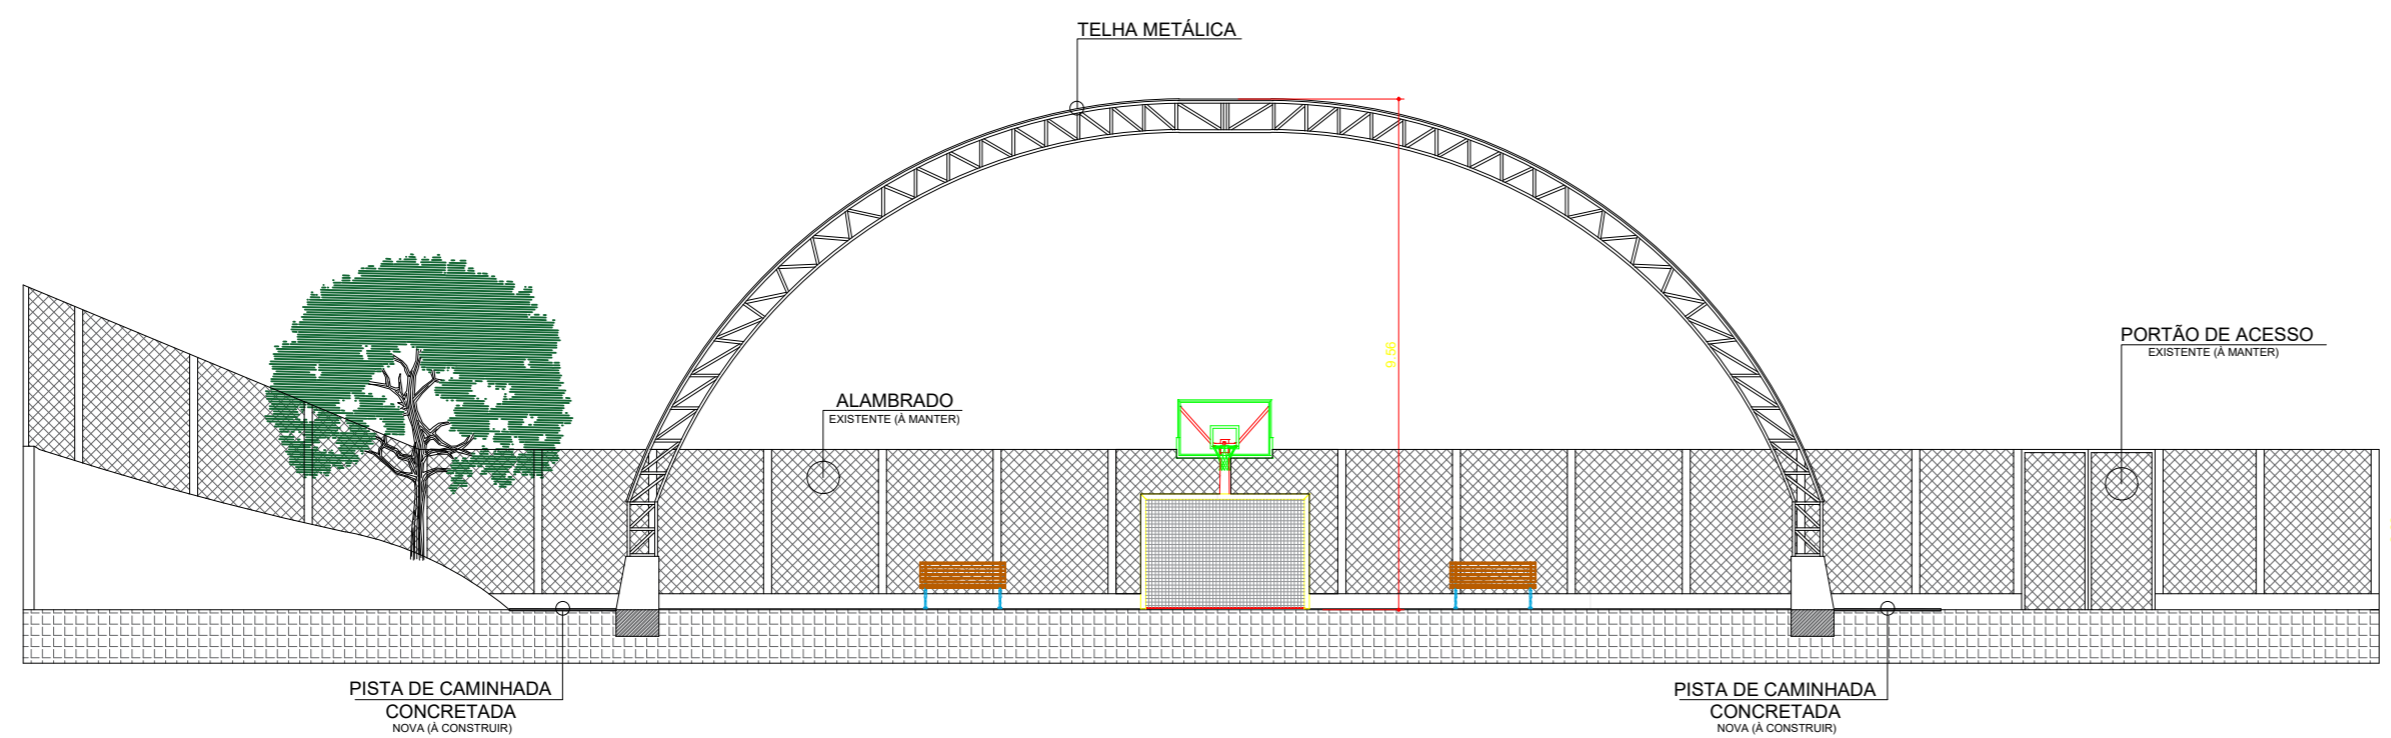 TELHA METÁLICA
PORTÃO DE ACESSO
EXISTENTE (À MANTER)
9.56
ALAMBRADO
EXISTENTE (À MANTER)
PISTA DE CAMINHADA
CONCRETADA
NOVA (À CONSTRUIR)
PISTA DE CAMINHADA
CONCRETADA
NOVA (À CONSTRUIR)